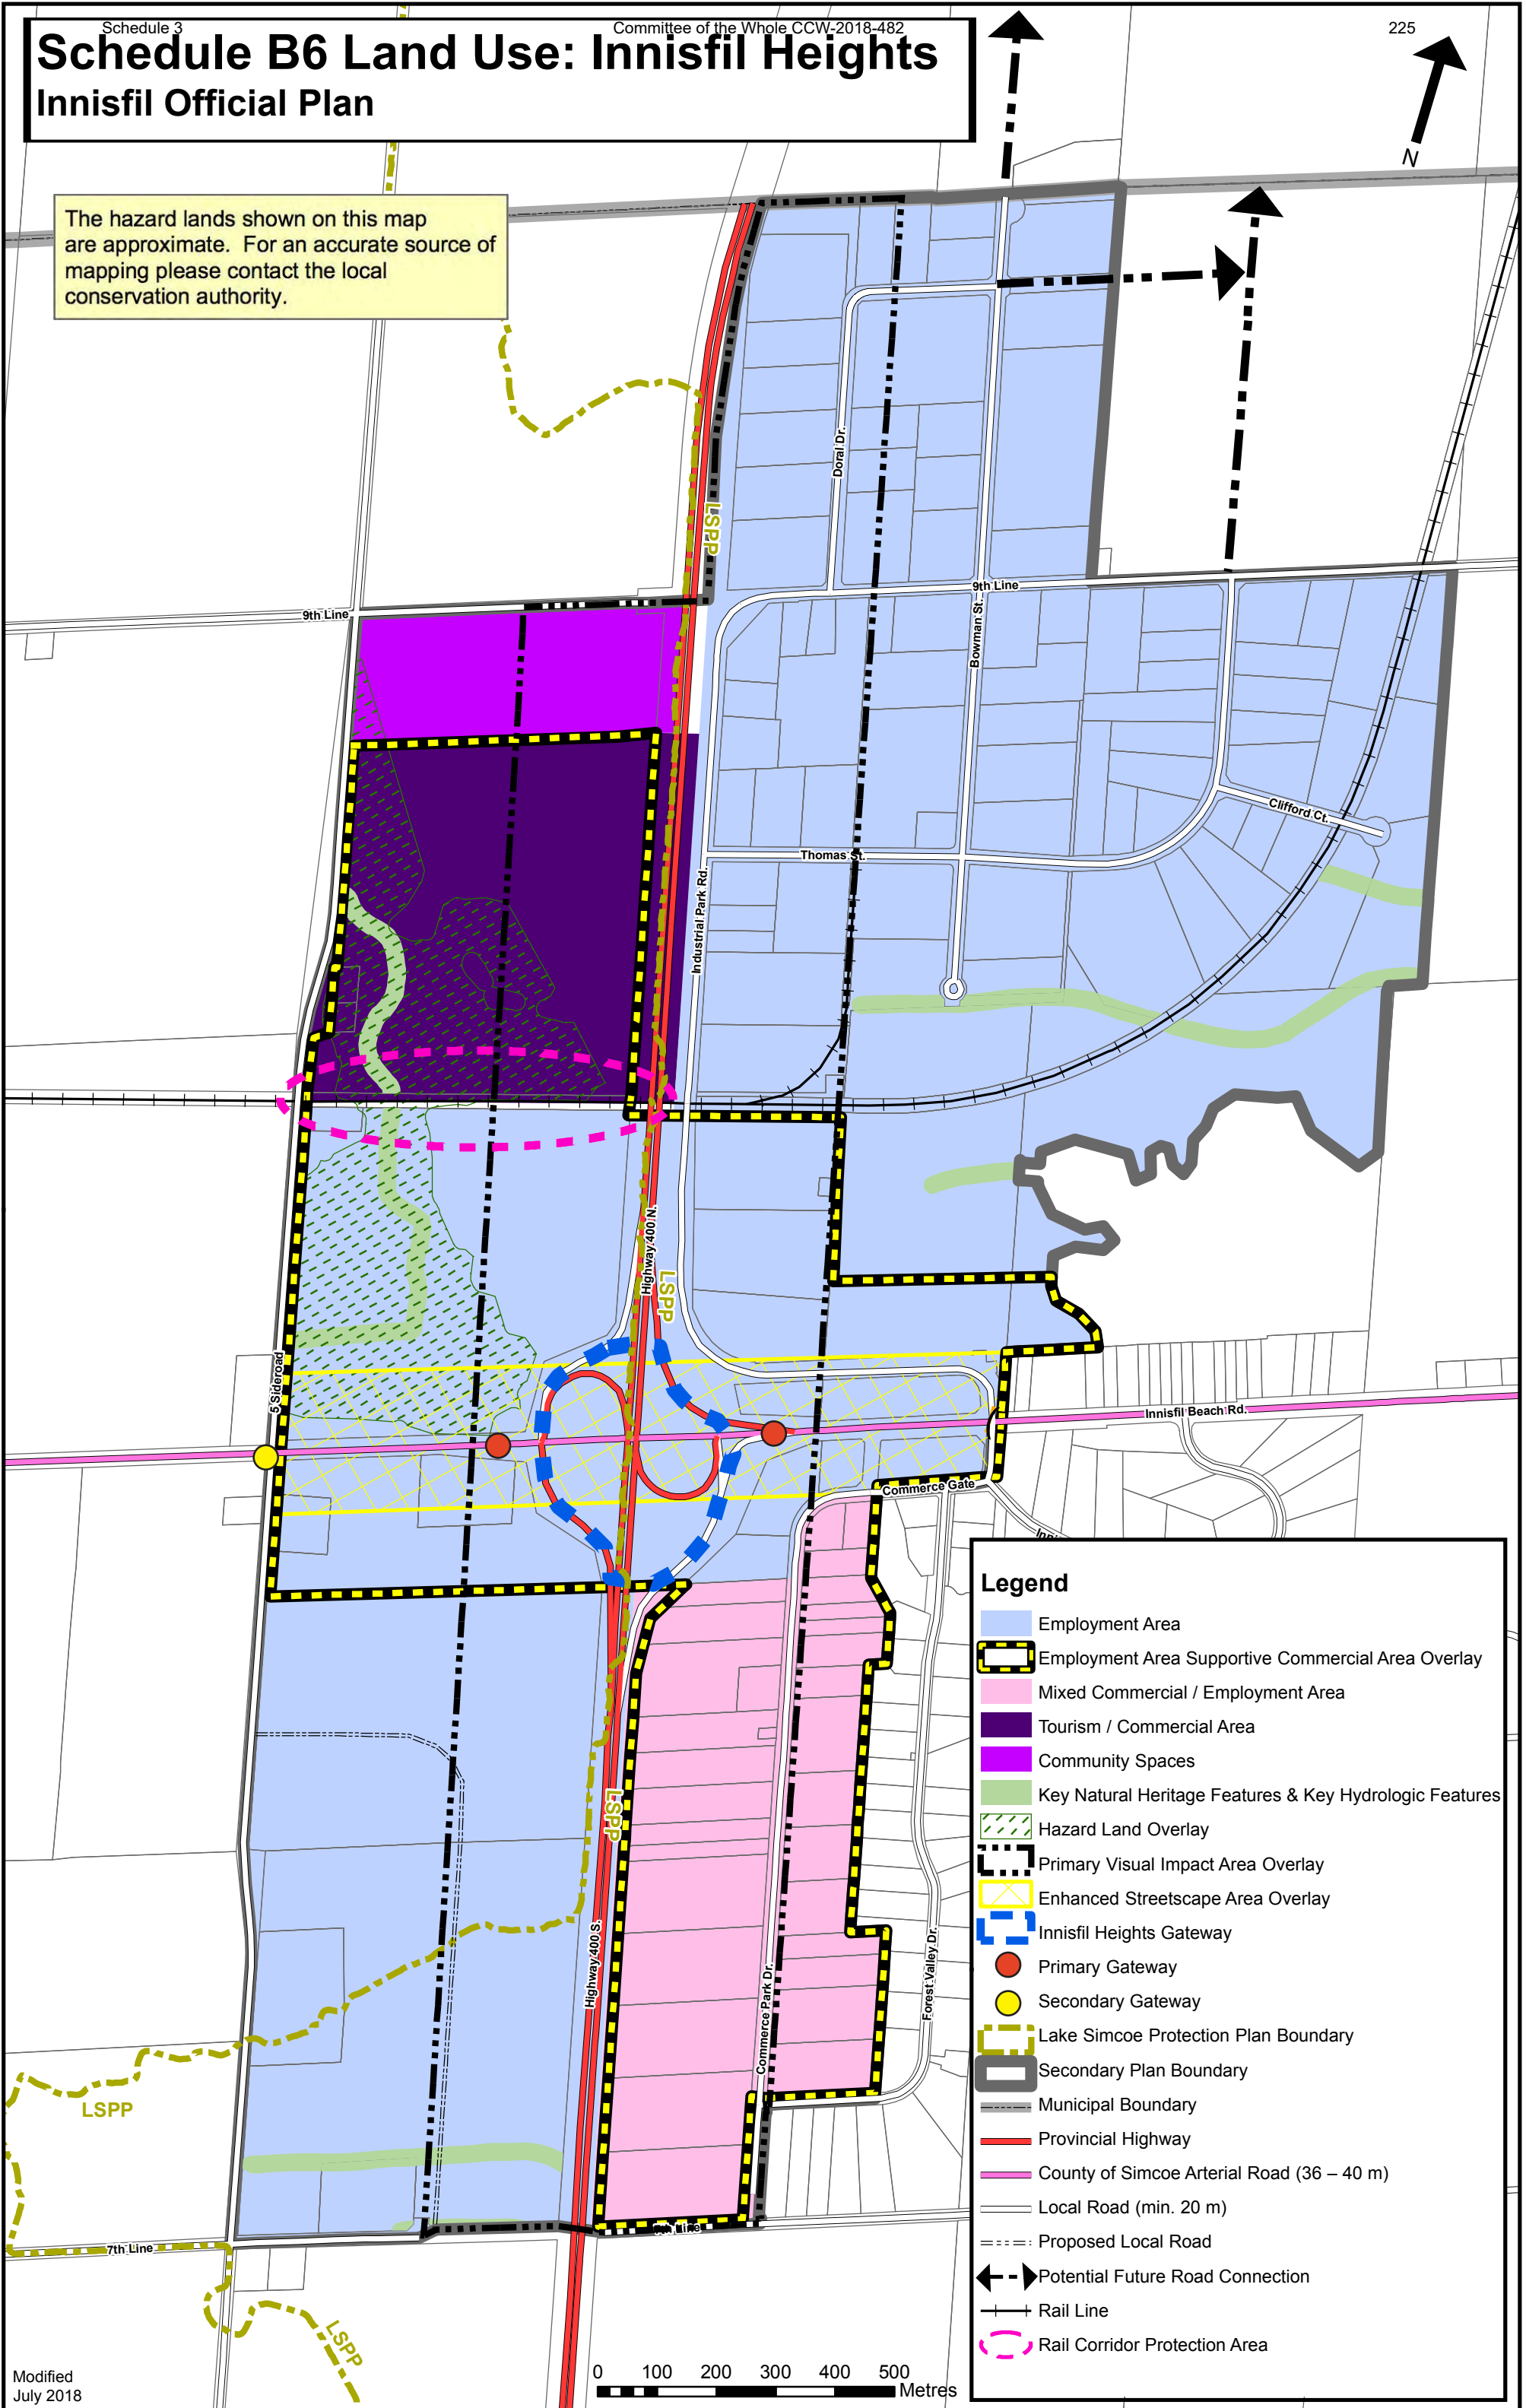 Schedule 3
Committee of the Whole CCW-2018-482
225
Schedule B6 Land Use: Innisfil Heights
Innisfil Official Plan
N
The hazard lands shown on this map
are approximate.  For an accurate source of
mapping please contact the local
conservation authority.
Doral Dr.
LSPP
9th Line
Bowman St.
9th Line
Clifford Ct.
Thomas St.
Industrial Park Rd.
Highway 400 N.
LSPP
5 Sideroad
Innisfil Beach Rd.
Commerce Gate
Legend
Employment Area
Employment Area Supportive Commercial Area Overlay
Mixed Commercial / Employment Area
Tourism / Commercial Area
Community Spaces
Key Natural Heritage Features & Key Hydrologic Features
Hazard Land Overlay
Primary Visual Impact Area Overlay
Enhanced Streetscape Area Overlay
Innisfil Heights Gateway
Primary Gateway
Secondary Gateway
Lake Simcoe Protection Plan Boundary
Secondary Plan Boundary
Municipal Boundary
Provincial Highway
County of Simcoe Arterial Road (36 – 40 m)
Local Road (min. 20 m)
Proposed Local Road
Potential Future Road Connection
Rail Line
Rail Corridor Protection Area
LSPP
Highway 400 S.
Forest Valley Dr.
Commerce Park Dr.
LSPP
7th Line
7th Line
LSPP
0 100 200 300 400 500
Metres
Modified
July 2018